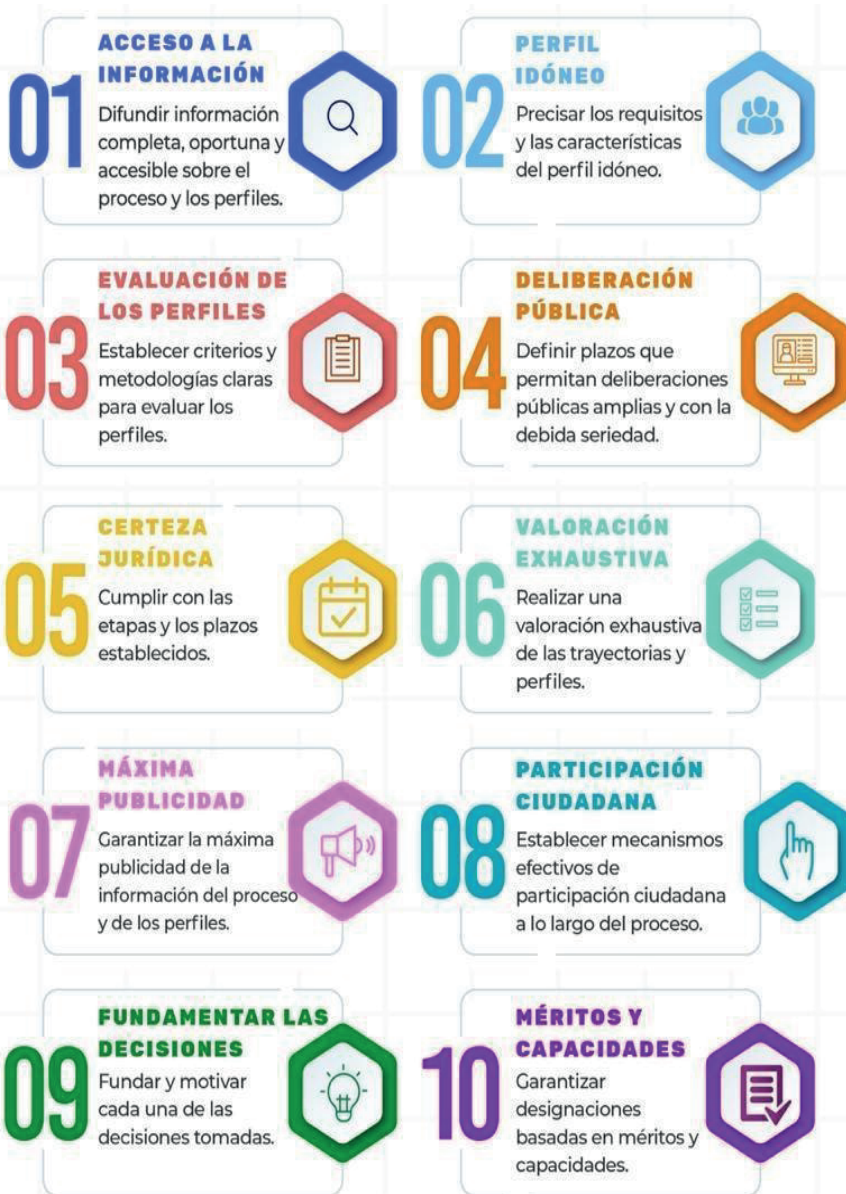 01
ACCESO A LA
INFORMACIÓN
Difundir información
completa, oportuna y
accesible sobre el
proceso y los perfiles.
02
PERFIL
IDÓNEO
Precisar los requisitos
y las características
del perfil idóneo.
03
EVALUACIÓN DE
LOS PERFILES
Establecer criterios y
metodologías claras
para evaluar los
perfiles.
04
DELIBERACIÓN
PÚBLICA
Definir plazos que
permitan deliberaciones
públicas amplias y con la
debida seriedad.
05
CERTEZA
JURÍDICA
Cumplir con las
etapas y los plazos
establecidos.
06
VALORACIÓN
EXHAUSTIVA
Realizar una
valoración exhaustiva
de las trayectorias y
perfiles.
07
MÁXIMA
PUBLICIDAD
Garantizar la máxima
publicidad de la
información del proceso
y de los perfiles.
08
PARTICIPACIÓN
CIUDADANA
Establecer mecanismos
efectivos de
participación ciudadana
a lo largo del proceso.
09
FUNDAMENTAR LAS
DECISIONES
Fundar y motivar
cada una de las
decisiones tomadas.
10
MÉRITOS Y
CAPACIDADES
Garantizar
designaciones
basadas en méritos y
capacidades.